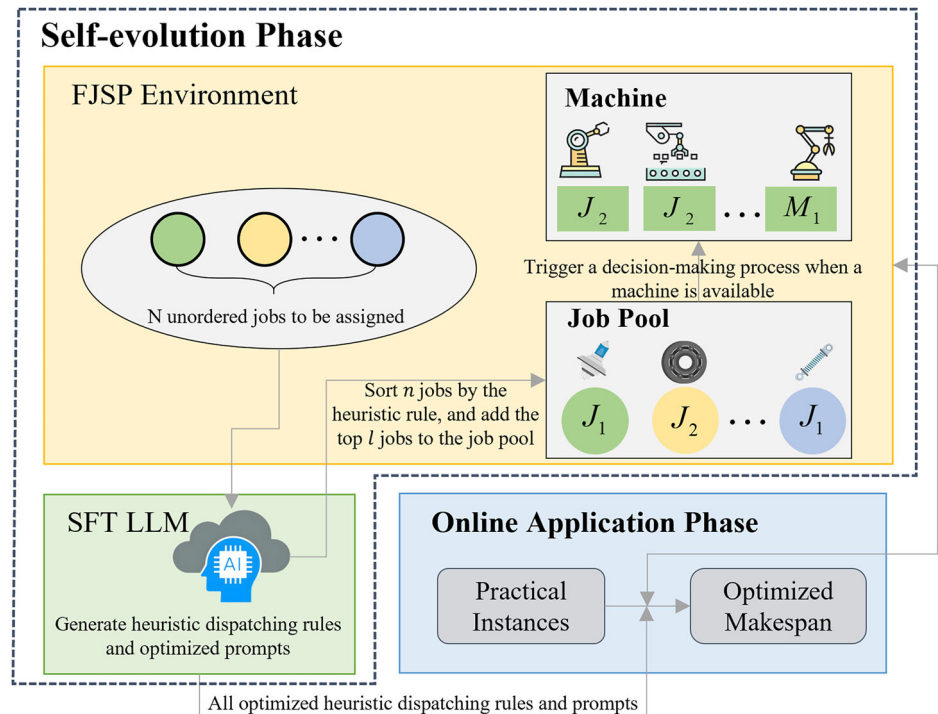 Self-evolution Phase
FJSP Environment
N unordered jobs to be assigned
Machine
J2 J2 ... M1
Trigger a decision-making process when a
machine is available
Job Pool
J1 J2 ... J1
Sort n jobs by the
heuristic rule, and add the
top l jobs to the job pool
SFT LLM
AI
Generate heuristic dispatching rules
and optimized prompts
Online Application Phase
Practical
Instances
Optimized
Makespan
All optimized heuristic dispatching rules and prompts